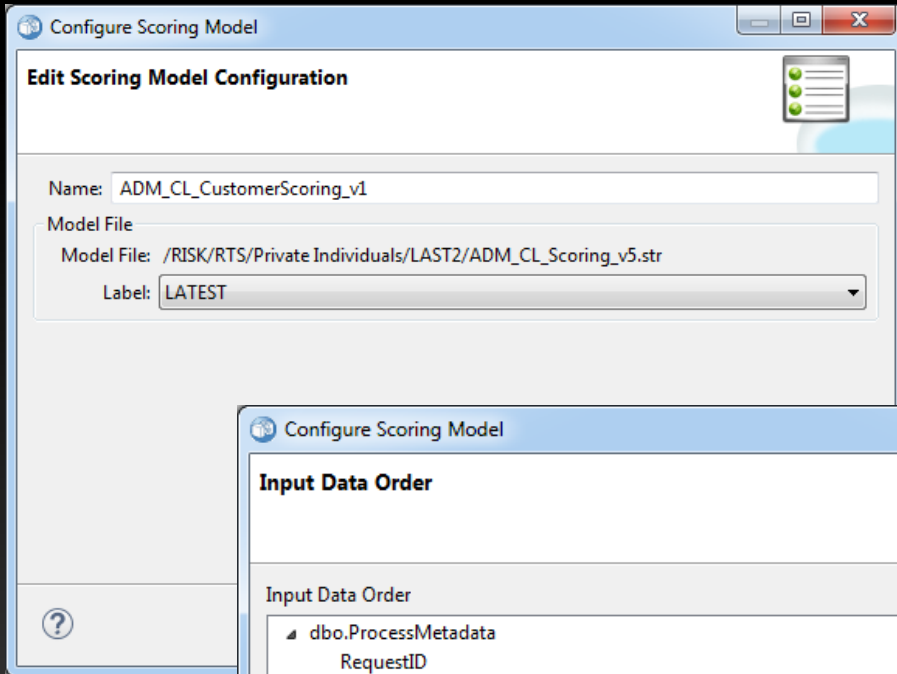 Configure Scoring Model
Edit Scoring Model Configuration
Name: ADM_CL_CustomerScoring_v1
Model File
Model File: /RISK/RTS/Private Individuals/LAST2/ADM_CL_Scoring_v5.str
Label: LATEST
Configure Scoring Model
Input Data Order
Input Data Order
dbo.ProcessMetadata
RequestID